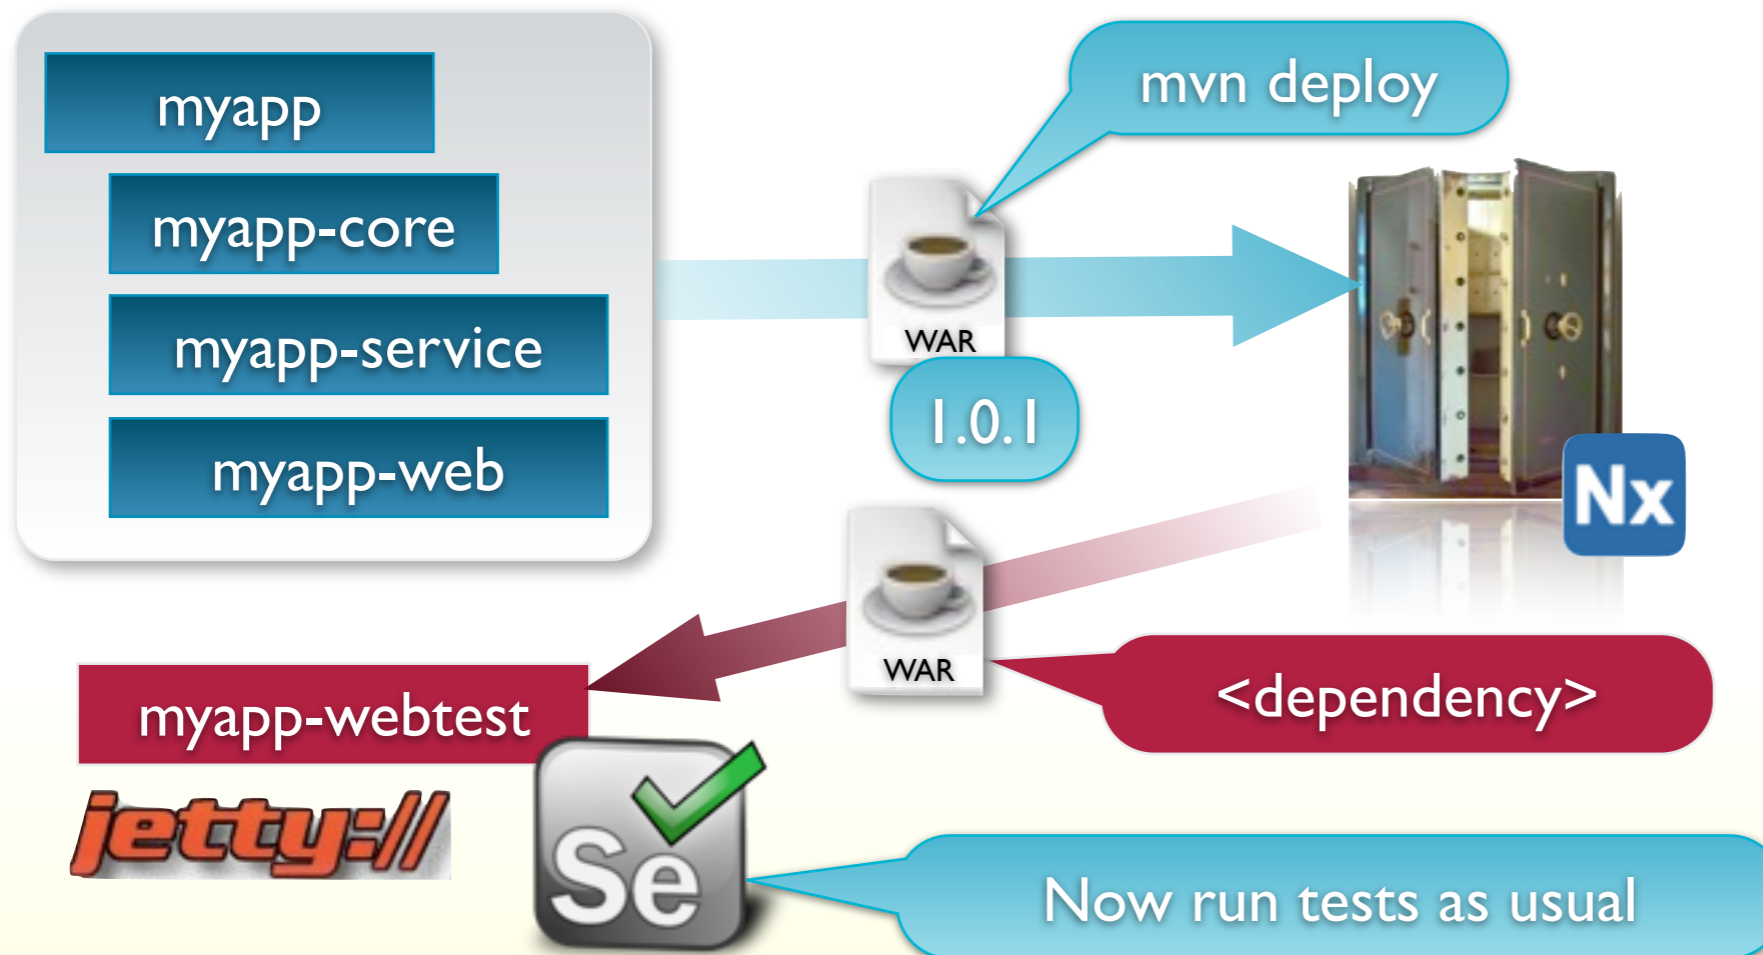 myapp
myapp-core
myapp-service
myapp-web
mvn deploy
WAR
1.0.1
Nx
WAR
<dependency>
myapp-webtest
jetty://
Se
Now run tests as usual